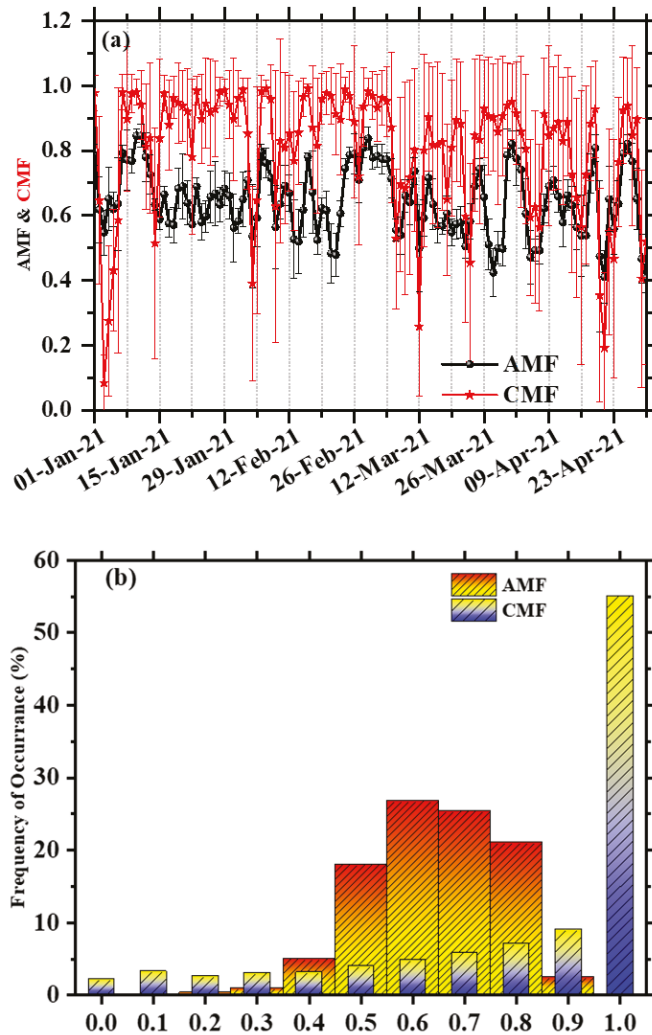 (a)
1.2
1.0
0.8
0.6
0.4
0.2
0.0
AMF & CMF
AMF
CMF
01-Jan-21
15-Jan-21
29-Jan-21
12-Feb-21
26-Feb-21
12-Mar-21
26-Mar-21
09-Apr-21
23-Apr-21
(b)
60
50
40
30
20
10
0
Frequency of Occurrance (%)
AMF
CMF
0.0 0.1 0.2 0.3 0.4 0.5 0.6 0.7 0.8 0.9 1.0